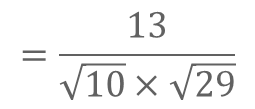 = 13 / √10 × √29